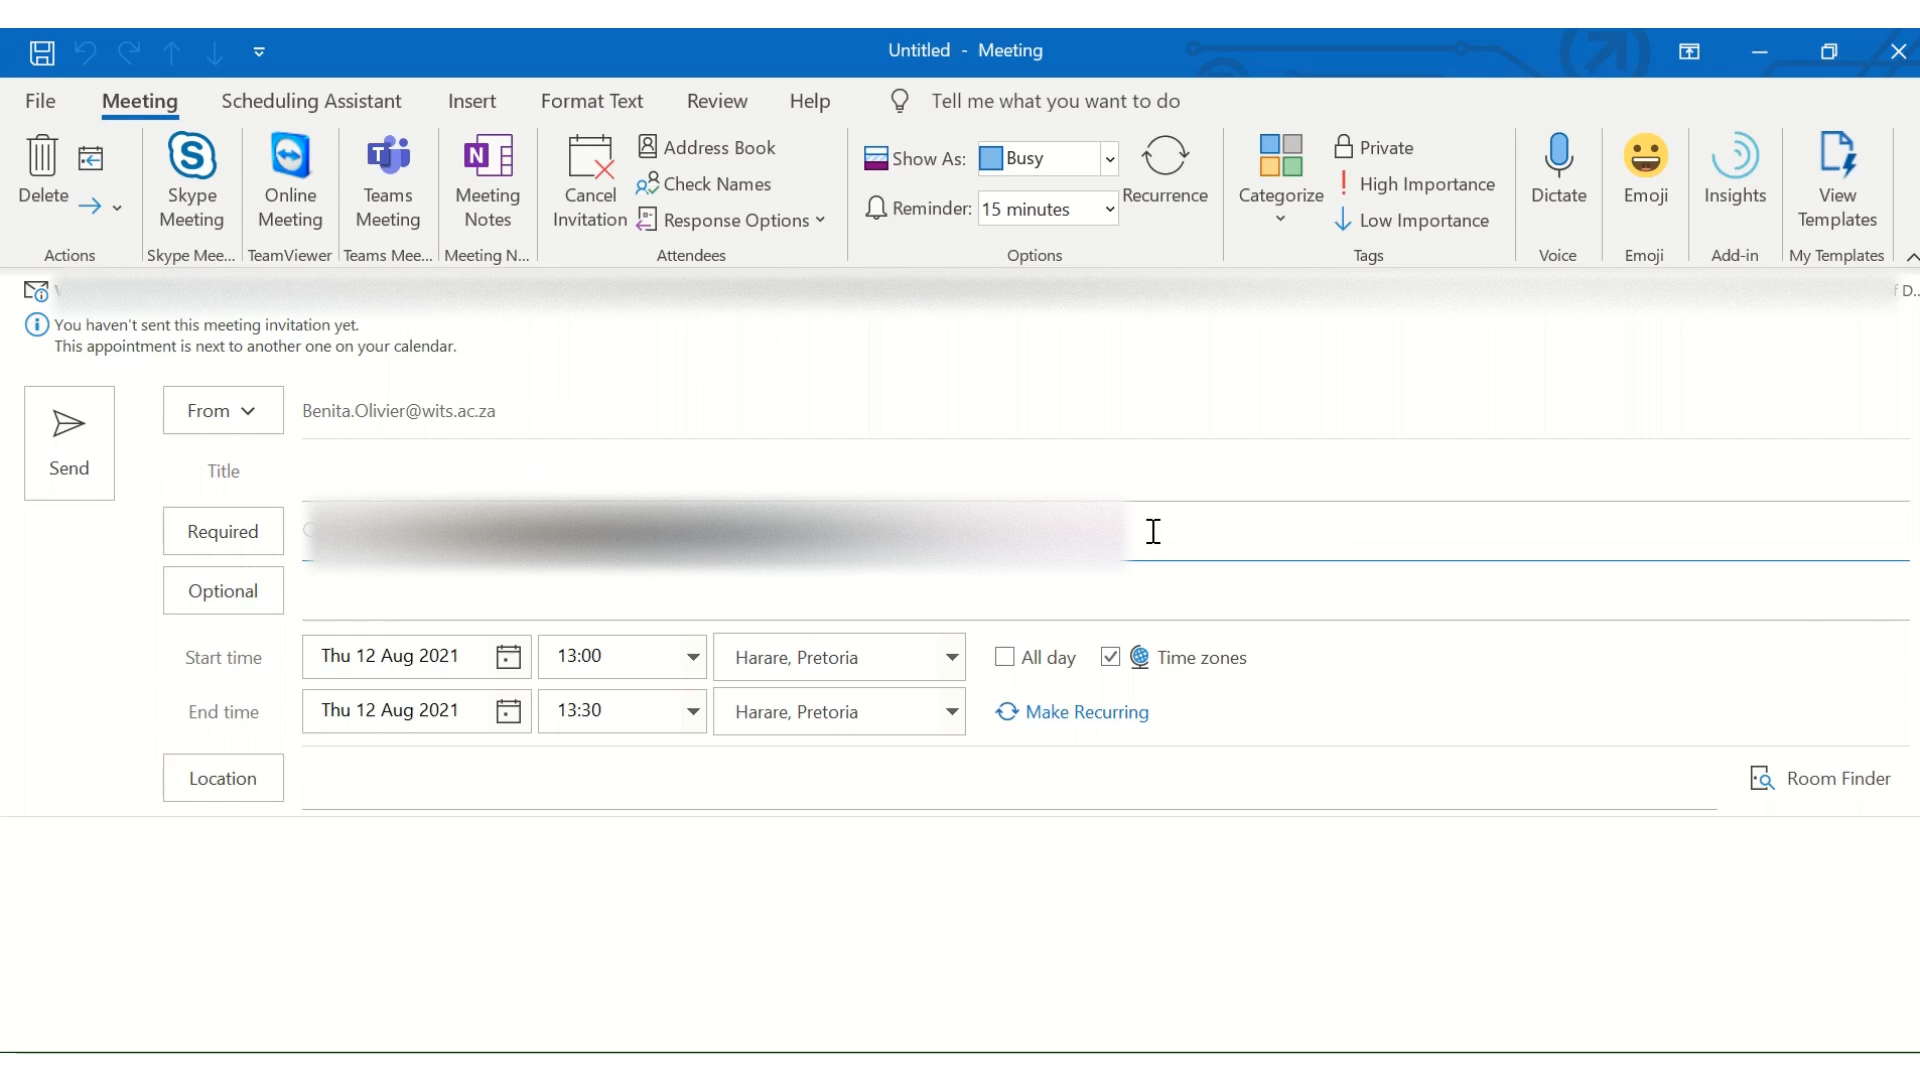 Untitled - Meeting
File Meeting Scheduling Assistant Insert Format Text Review Help Tell me what you want to do
Delete
Skype Meeting
Online Meeting
Teams Meeting
Meeting Notes
Cancel Invitation
Address Book
Check Names
Response Options
Show As: Busy
Reminder: 15 minutes
Recurrence
Categorize
Private
High Importance
Low Importance
Dictate
Emoji
Insights
View Templates
Actions Skype Mee... TeamViewer Teams Mee... Meeting N... Attendees Options Tags Voice Emoji Add-in My Templates
D...
You haven't sent this meeting invitation yet.
This appointment is next to another one on your calendar.
Send
From Benita.Olivier@wits.ac.za
Title
Required
Optional
Start time Thu 12 Aug 2021 13:00 Harare, Pretoria All day Time zones
End time Thu 12 Aug 2021 13:30 Harare, Pretoria Make Recurring
Location Room Finder